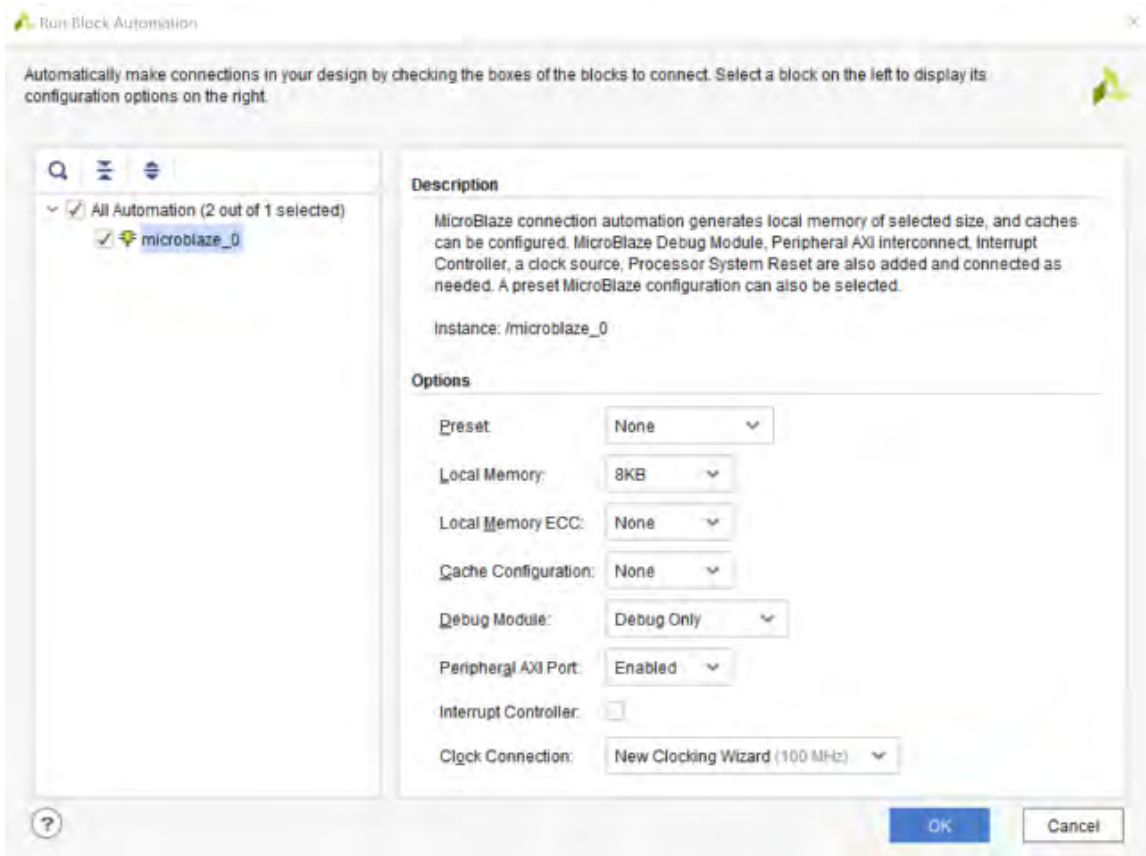 Run Block Automation
Automatically make connections in your design by checking the boxes of the blocks to connect. Select a block on the left to display its
configuration options on the right.
All Automation (2 out of 1 selected)
microblaze_0
Description
MicroBlaze connection automation generates local memory of selected size, and caches
can be configured. MicroBlaze Debug Module, Peripheral AXI interconnect, Interrupt
Controller, a clock source, Processor System Reset are also added and connected as
needed. A preset MicroBlaze configuration can also be selected.
Instance: /microblaze_0
Options
Preset None
Local Memory: 8KB
Local Memory ECC: None
Cache Configuration: None
Debug Module: Debug Only
Peripheral AXI Port: Enabled
Interrupt Controller:
Clock Connection: New Clocking Wizard (100 MHz)
?
OK
Cancel